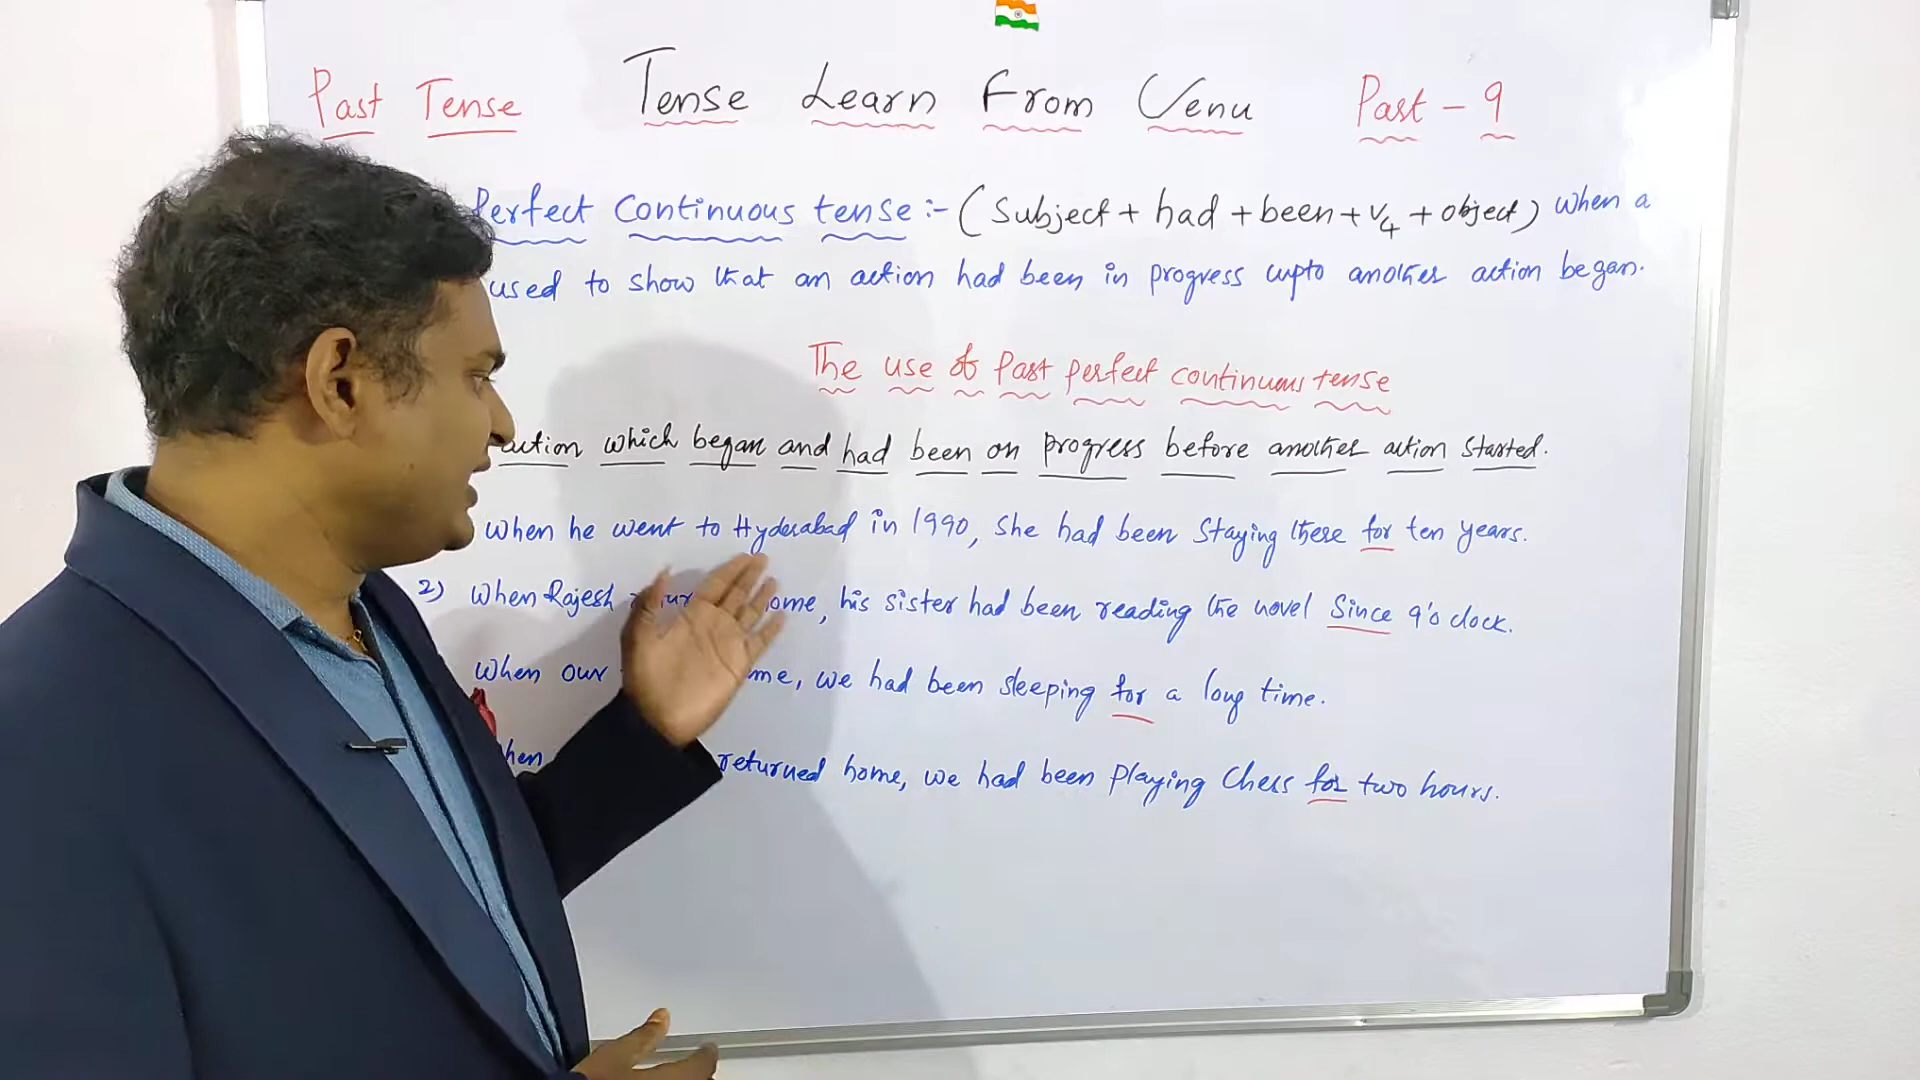 Past Tense Tense Learn From Venu Past - 9
Perfect Continuous tense :- (Subject + had + been + V4 + object) when a
used to show that an action had been in progress upto another action began.
The use of Past perfect continuous tense
action which began and had been on progress before another action started.
When he went to Hyderabad in 1990, She had been Staying there for ten years.
2) When Rajesh home, his sister had been reading the novel Since 9'o clock.
When our we had been sleeping for a long time.
returned home, we had been Playing Chess for two hours.